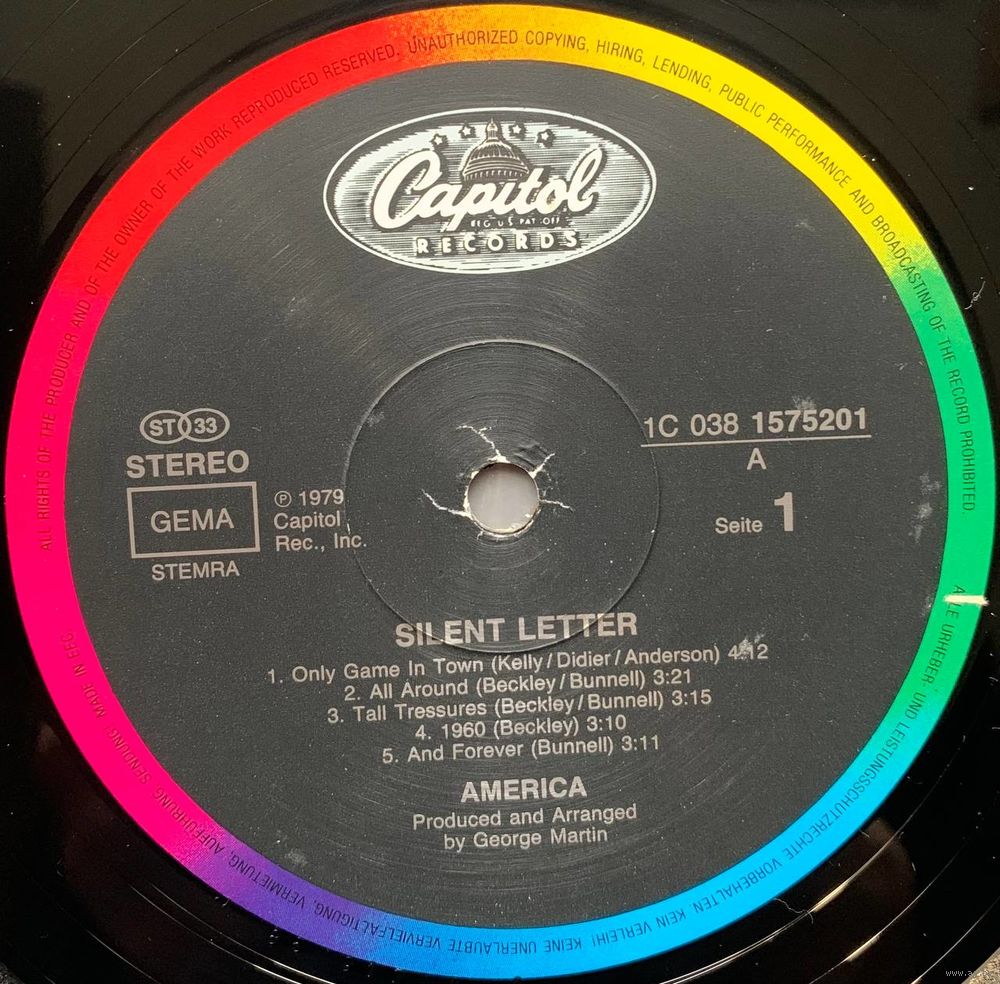 ALL RIGHTS OF THE PRODUCER AND OF THE OWNER OF THE WORK REPRODUCED RESERVED. UNAUTHORIZED COPYING, HIRING, LENDING, PUBLIC PERFORMANCE AND BROADCASTING OF THE RECORD PROHIBITED.
Capitol
REG U S PAT OFF
RECORDS
ST 33
STEREO
GEMA
STEMRA
℗ 1979
Capitol
Rec., Inc.
1C 038 1575201
A
Seite 1
SILENT LETTER
1. Only Game In Town (Kelly/Didier/Anderson) 4:12
2. All Around (Beckley/Bunnell) 3:21
3. Tall Tressures (Beckley/Bunnell) 3:15
4. 1960 (Beckley) 3:10
5. And Forever (Bunnell) 3:11
AMERICA
Produced and Arranged
by George Martin
URHEBER- UND LEISTUNGSSCHUTZRECHTE VORBEHALTEN. KEIN VERLEIH! KEINE UNERLAUBTE VERVIELFÄLTIGUNG, VERMIETUNG, AUFFÜHRUNG, SENDUNG. MADE IN EEC